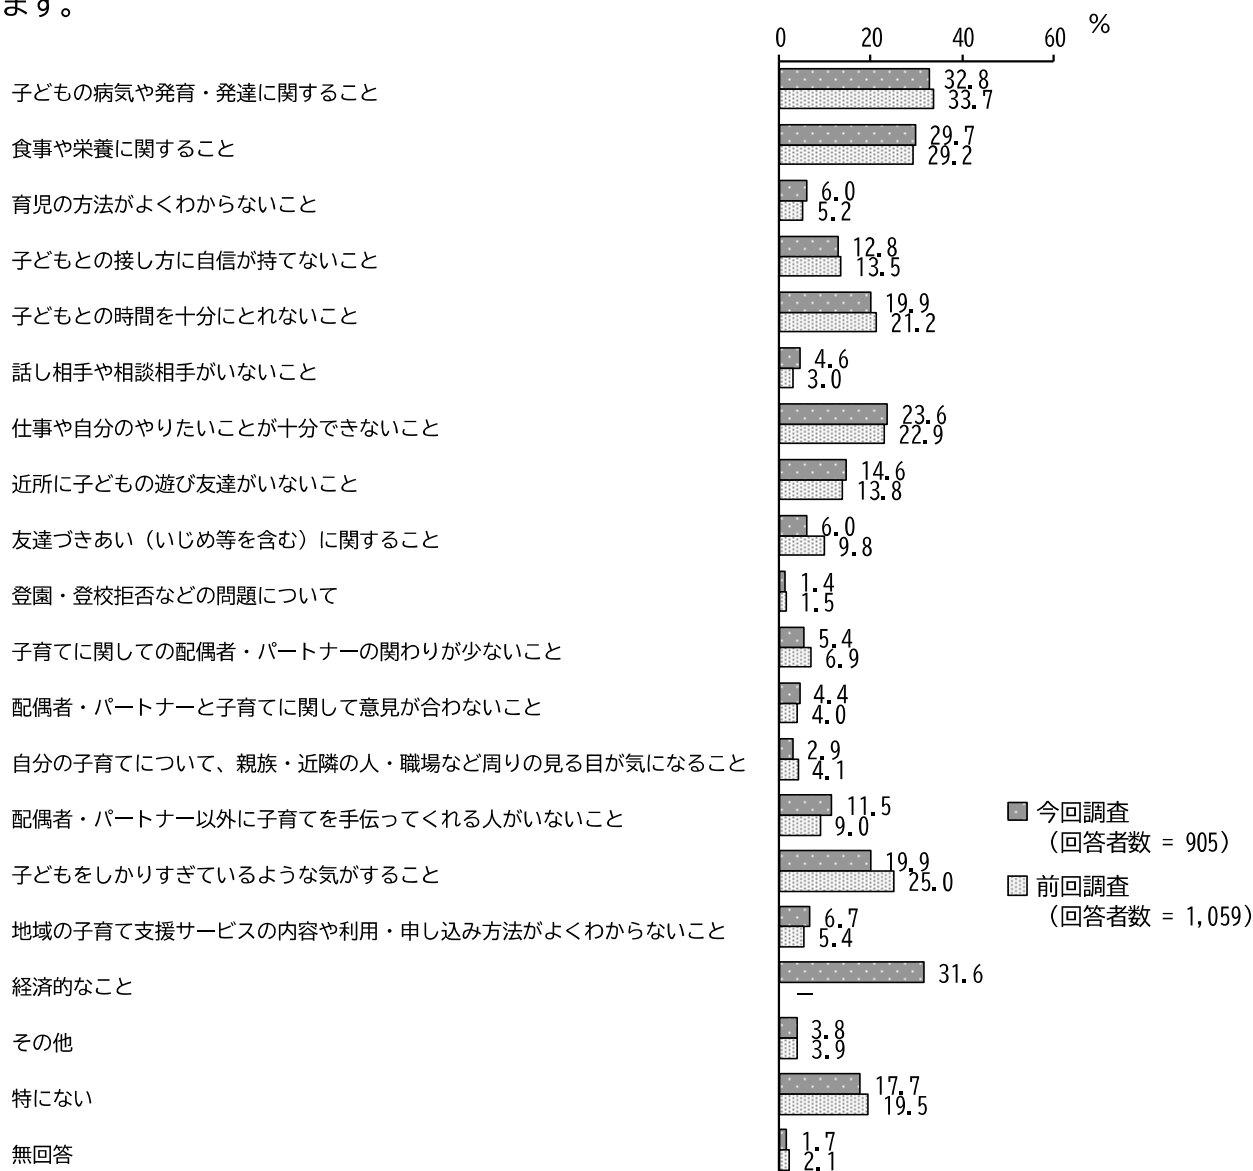 ます。
0 20 40 60 %
子どもの病気や発育・発達に関すること 32.8
33.7
食事や栄養に関すること 29.7
29.2
育児の方法がよくわからないこと 6.0
5.2
子どもとの接し方に自信が持てないこと 12.8
13.5
子どもとの時間を十分にとれないこと 19.9
21.2
話し相手や相談相手がいないこと 4.6
3.0
仕事や自分のやりたいことが十分できないこと 23.6
22.9
近所に子どもの遊び友達がいないこと 14.6
13.8
友達づきあい（いじめ等を含む）に関すること 6.0
9.8
登園・登校拒否などの問題について 1.4
1.5
子育てに関しての配偶者・パートナーの関わりが少ないこと 5.4
6.9
配偶者・パートナーと子育てに関して意見が合わないこと 4.4
4.0
自分の子育てについて、親族・近隣の人・職場など周りの見る目が気になること 2.9
4.1
配偶者・パートナー以外に子育てを手伝ってくれる人がいないこと 11.5
9.0
子どもをしかりすぎているような気がすること 19.9
25.0
地域の子育て支援サービスの内容や利用・申し込み方法がよくわからないこと 6.7
5.4
経済的なこと 31.6
－
その他 3.8
3.9
特にない 17.7
19.5
無回答 1.7
2.1
今回調査
（回答者数 = 905）
前回調査
（回答者数 = 1,059）